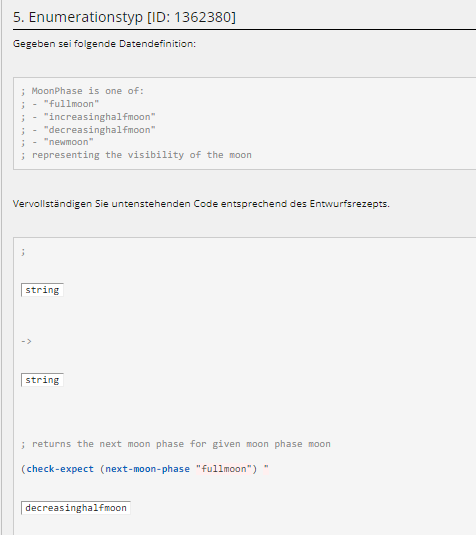 5. Enumerationstyp [ID: 1362380]
Gegeben sei folgende Datendefinition:
; MoonPhase is one of:
; - "fullmoon"
; - "increasinghalfmoon"
; - "decreasinghalfmoon"
; - "newmoon"
; representing the visibility of the moon
Vervollständigen Sie untenstehenden Code entsprechend des Entwurfsrezepts.
;
string
->
string
; returns the next moon phase for given moon phase moon
(check-expect (next-moon-phase "fullmoon") "
decreasinghalfmoon